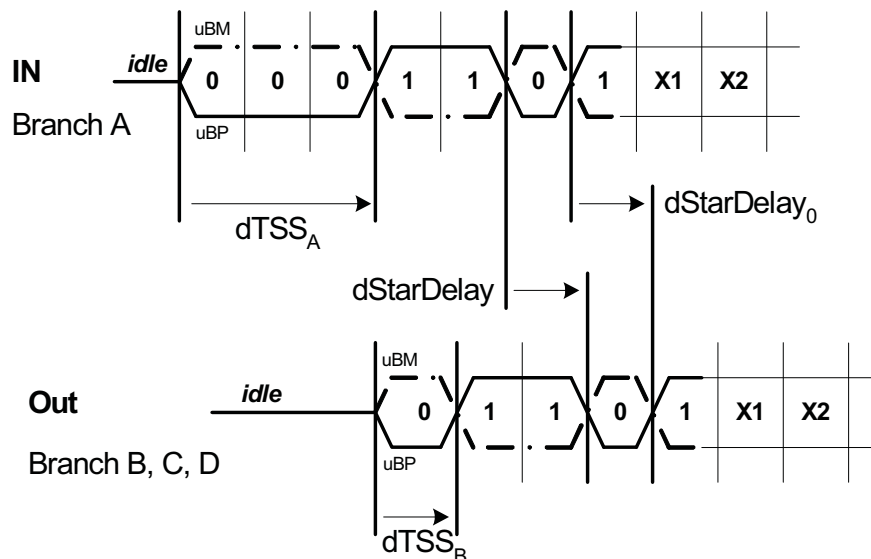 uBM
idle
IN
0 0 0 1 1 0 1 X1 X2
Branch A
uBP
dTSS_A
dStarDelay_0
dStarDelay
uBM
idle
Out
0 1 1 0 1 X1 X2
Branch B, C, D
uBP
dTSS_B